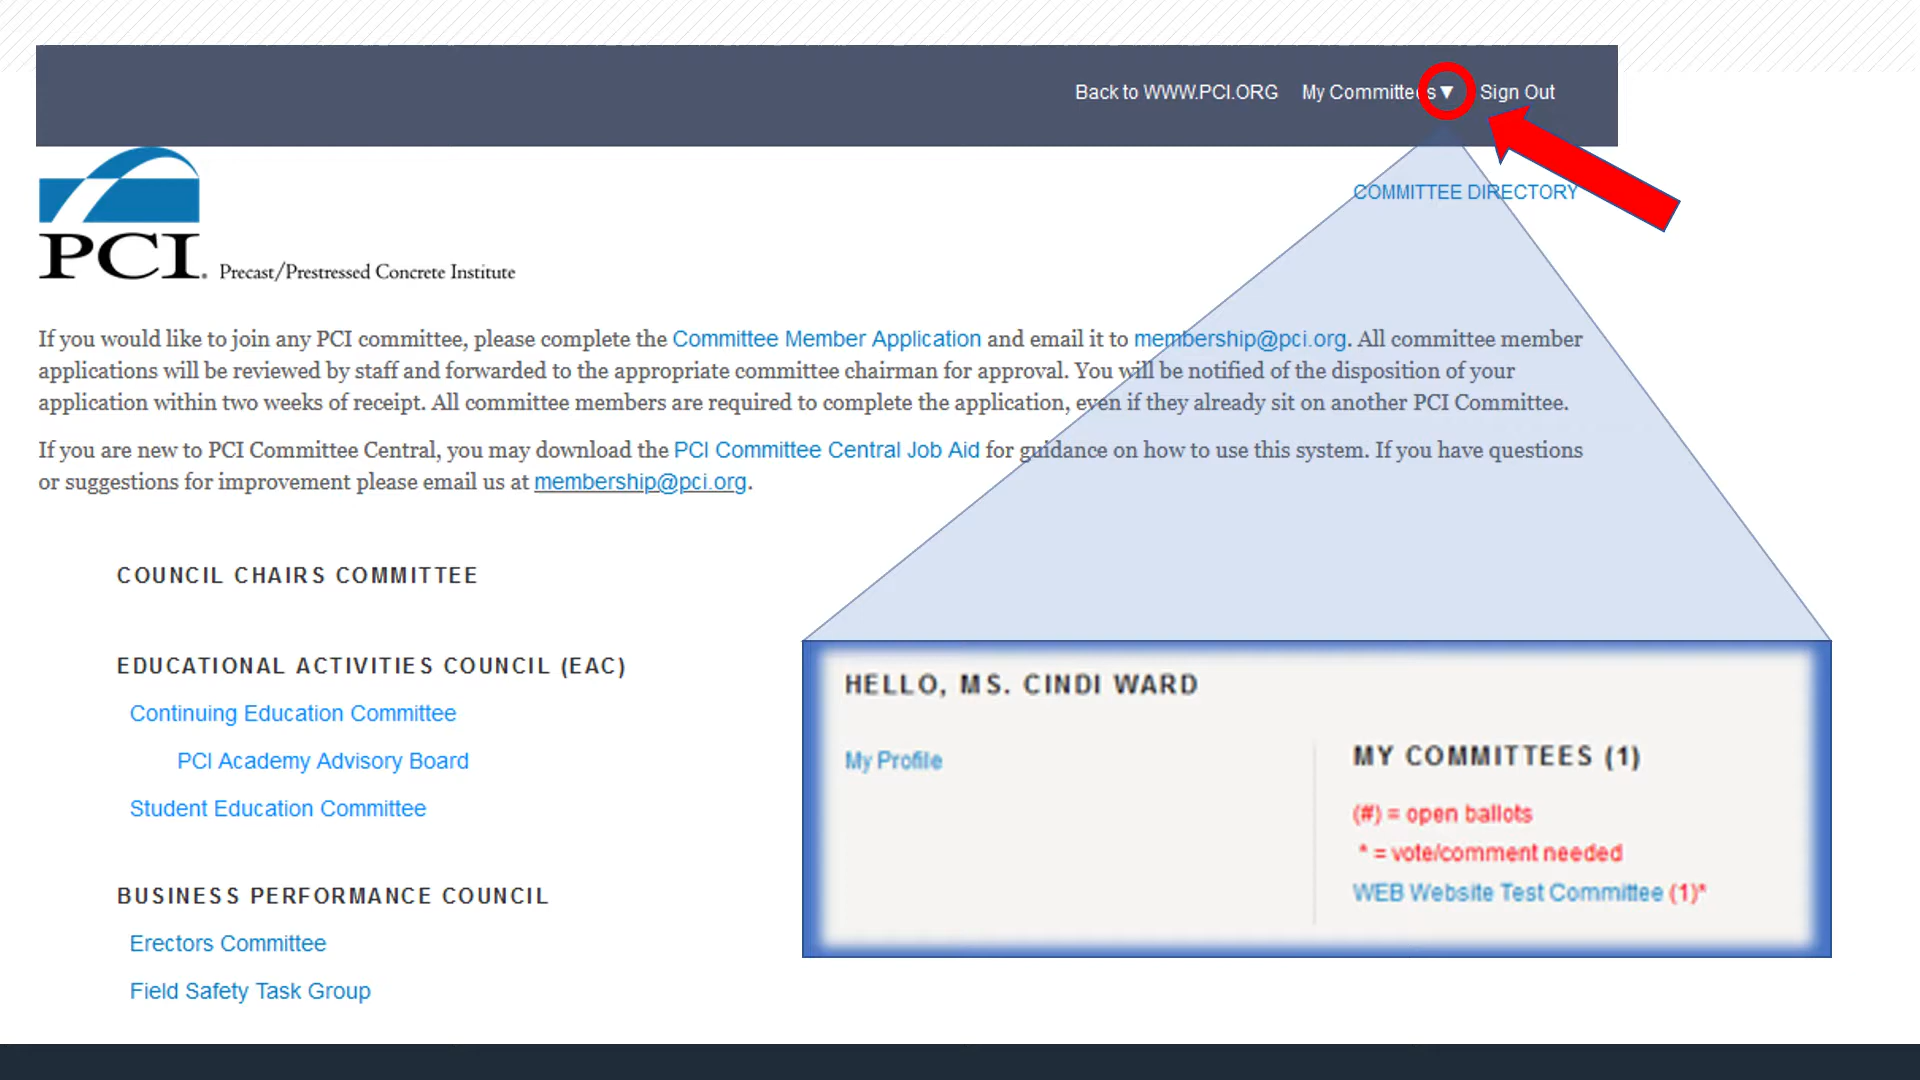 Back to WWW.PCI.ORG My Committees▼ Sign Out
COMMITTEE DIRECTORY
PCI. Precast/Prestressed Concrete Institute
If you would like to join any PCI committee, please complete the Committee Member Application and email it to membership@pci.org. All committee member
applications will be reviewed by staff and forwarded to the appropriate committee chairman for approval. You will be notified of the disposition of your
application within two weeks of receipt. All committee members are required to complete the application, even if they already sit on another PCI Committee.
If you are new to PCI Committee Central, you may download the PCI Committee Central Job Aid for guidance on how to use this system. If you have questions
or suggestions for improvement please email us at membership@pci.org.
COUNCIL CHAIRS COMMITTEE
EDUCATIONAL ACTIVITIES COUNCIL (EAC)
Continuing Education Committee
PCI Academy Advisory Board
Student Education Committee
BUSINESS PERFORMANCE COUNCIL
Erectors Committee
Field Safety Task Group
HELLO, MS. CINDI WARD
My Profile
MY COMMITTEES (1)
(#) = open ballots
* = vote/comment needed
WEB Website Test Committee (1)*